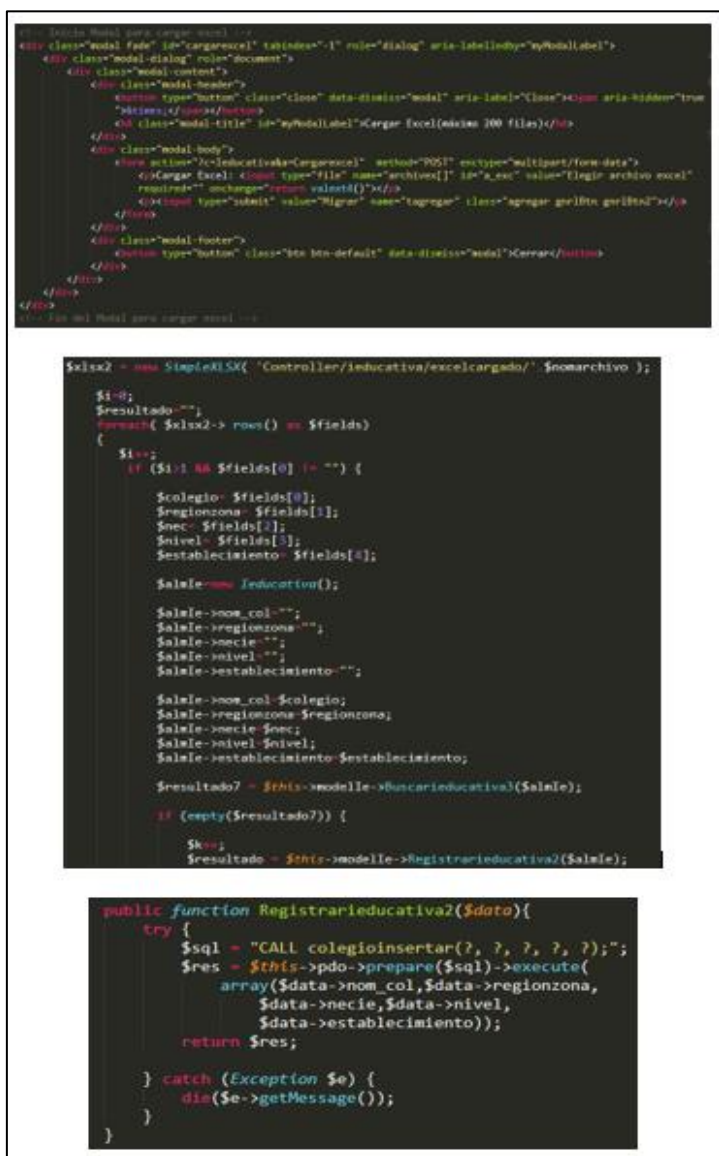 <!-- Inicio Modal para cargar excel -->
<div class="modal fade" id="cargarexcel" tabindex="-1" role="dialog" aria-labelledby="myModalLabel">
<div class="modal-dialog" role="document">
<div class="modal-content">
<div class="modal-header">
<button type="button" class="close" data-dismiss="modal" aria-label="Close"><span aria-hidden="true
">&times;</span></button>
<h4 class="modal-title" id="myModalLabel">Cargar Excel(máximo 200 filas)</h4>
</div>
<div class="modal-body">
<form action="?c=Ieducativa&a=Cargarexcel" method="POST" enctype="multipart/form-data">
<p>Cargar Excel: <input type="file" name="archivex[]" id="a_exc" value="Elegir archivo excel"
required="" onchange="return"></p>
<p><input type="submit" value="Migrar" name="tagregar" class="agregar gnrlBtn gnrlBtn2"></p>
</form>
</div>
<div class="modal-footer">
<button type="button" class="btn btn-default" data-dismiss="modal">Cerrar</button>
</div>
</div>
</div>
</div>
<!-- Fin del Modal para cargar excel -->
$xlsx2 = new SimpleXLSX( 'Controller/ieducativa/excelcargado/' $nomarchivo );
$i=0;
$resultado="";
foreach( $xlsx2-> rows() as $fields)
{
$i++;
if ($i>1 && $fields[0] != "") {
$colegio= $fields[0];
$regionzona= $fields[1];
$nec= $fields[2];
$nivel= $fields[3];
$establecimiento= $fields[4];
$almIe=new Ieducativa();
$almIe->nom_col="";
$almIe->regionzona="";
$almIe->necie="";
$almIe->nivel="";
$almIe->establecimiento="";
$almIe->nom_col=$colegio;
$almIe->regionzona=$regionzona;
$almIe->necie=$nec;
$almIe->nivel=$nivel;
$almIe->establecimiento=$establecimiento;
$resultado7 = $this->modelIe->Buscarieducativa3($almIe);
if (empty($resultado7)) {
$k++;
$resultado = $this->modelIe->Registrarieducativa2($almIe);
public function Registrarieducativa2($data){
try {
$sql = "CALL colegioinsertar(?, ?, ?, ?, ?);";
$res = $this->pdo->prepare($sql)->execute(
array($data->nom_col,$data->regionzona,
$data->necie,$data->nivel,
$data->establecimiento));
return $res;
} catch (Exception $e) {
die($e->getMessage());
}
}